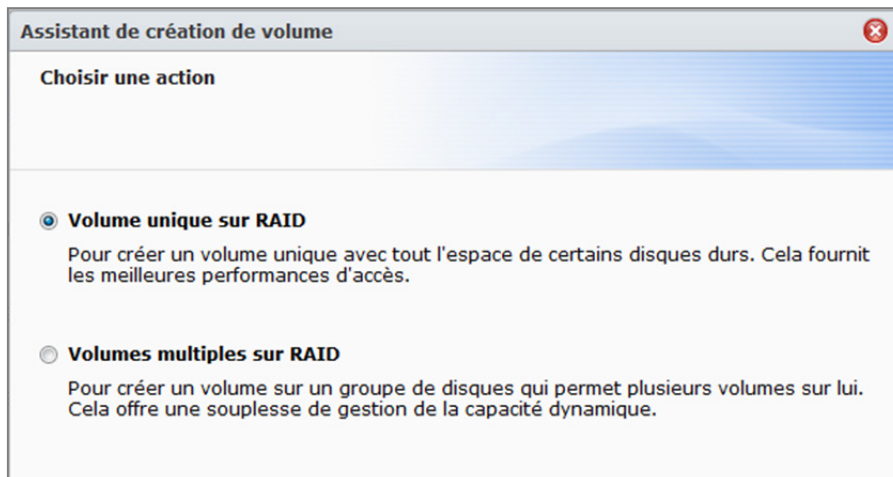 Assistant de création de volume
Choisir une action
Volume unique sur RAID
Pour créer un volume unique avec tout l'espace de certains disques durs. Cela fournit
les meilleures performances d'accès.
Volumes multiples sur RAID
Pour créer un volume sur un groupe de disques qui permet plusieurs volumes sur lui.
Cela offre une souplesse de gestion de la capacité dynamique.